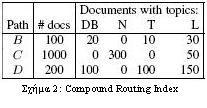 Documents with topics:
Path # docs DB N T L
B 100 20 0 10 30
C 1000 0 300 0 50
D 200 100 0 100 150
Σχήμα 2: Compound Routing Index